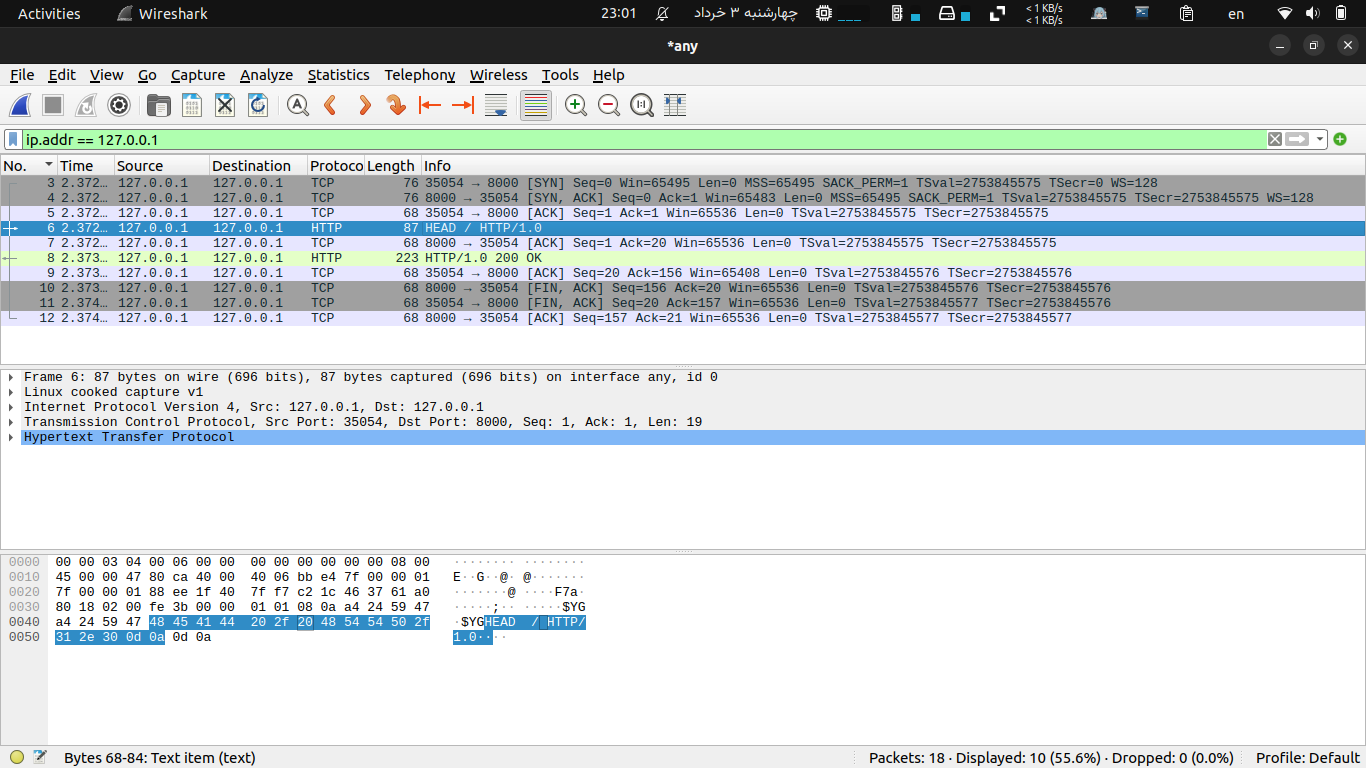 Activities Wireshark 23:01 چهارشنبه ۳ خرداد < 1 KB/s en
< 1 KB/s
*any
File Edit View Go Capture Analyze Statistics Telephony Wireless Tools Help
ip.addr == 127.0.0.1
No. Time Source Destination Protoco Length Info
3 2.372… 127.0.0.1 127.0.0.1 TCP 76 35054 → 8000 [SYN] Seq=0 Win=65495 Len=0 MSS=65495 SACK_PERM=1 TSval=2753845575 TSecr=0 WS=128
4 2.372… 127.0.0.1 127.0.0.1 TCP 76 8000 → 35054 [SYN, ACK] Seq=0 Ack=1 Win=65483 Len=0 MSS=65495 SACK_PERM=1 TSval=2753845575 TSecr=2753845575 WS=128
5 2.372… 127.0.0.1 127.0.0.1 TCP 68 35054 → 8000 [ACK] Seq=1 Ack=1 Win=65536 Len=0 TSval=2753845575 TSecr=2753845575
6 2.372… 127.0.0.1 127.0.0.1 HTTP 87 HEAD / HTTP/1.0
7 2.372… 127.0.0.1 127.0.0.1 TCP 68 8000 → 35054 [ACK] Seq=1 Ack=20 Win=65536 Len=0 TSval=2753845575 TSecr=2753845575
8 2.373… 127.0.0.1 127.0.0.1 HTTP 223 HTTP/1.0 200 OK
9 2.373… 127.0.0.1 127.0.0.1 TCP 68 35054 → 8000 [ACK] Seq=20 Ack=156 Win=65408 Len=0 TSval=2753845576 TSecr=2753845576
10 2.373… 127.0.0.1 127.0.0.1 TCP 68 8000 → 35054 [FIN, ACK] Seq=156 Ack=20 Win=65536 Len=0 TSval=2753845576 TSecr=2753845576
11 2.374… 127.0.0.1 127.0.0.1 TCP 68 35054 → 8000 [FIN, ACK] Seq=20 Ack=157 Win=65536 Len=0 TSval=2753845577 TSecr=2753845576
12 2.374… 127.0.0.1 127.0.0.1 TCP 68 8000 → 35054 [ACK] Seq=157 Ack=21 Win=65536 Len=0 TSval=2753845577 TSecr=2753845577
Frame 6: 87 bytes on wire (696 bits), 87 bytes captured (696 bits) on interface any, id 0
Linux cooked capture v1
Internet Protocol Version 4, Src: 127.0.0.1, Dst: 127.0.0.1
Transmission Control Protocol, Src Port: 35054, Dst Port: 8000, Seq: 1, Ack: 1, Len: 19
Hypertext Transfer Protocol
0000 00 00 03 04 00 06 00 00 00 00 00 00 00 00 08 00 ········ ········
0010 45 00 00 47 80 ca 40 00 40 06 bb e4 7f 00 00 01 E··G··@· @·······
0020 7f 00 00 01 88 ee 1f 40 7f f7 c2 1c 46 37 61 a0 ·······@ ····F7a·
0030 80 18 02 00 fe 3b 00 00 01 01 08 0a a4 24 59 47 ·····;·· ·····$YG
0040 a4 24 59 47 48 45 41 44 20 2f 20 48 54 54 50 2f ·$YGHEAD / HTTP/
0050 31 2e 30 0d 0a 0d 0a 1.0····
Bytes 68-84: Text item (text) Packets: 18 · Displayed: 10 (55.6%) · Dropped: 0 (0.0%) Profile: Default